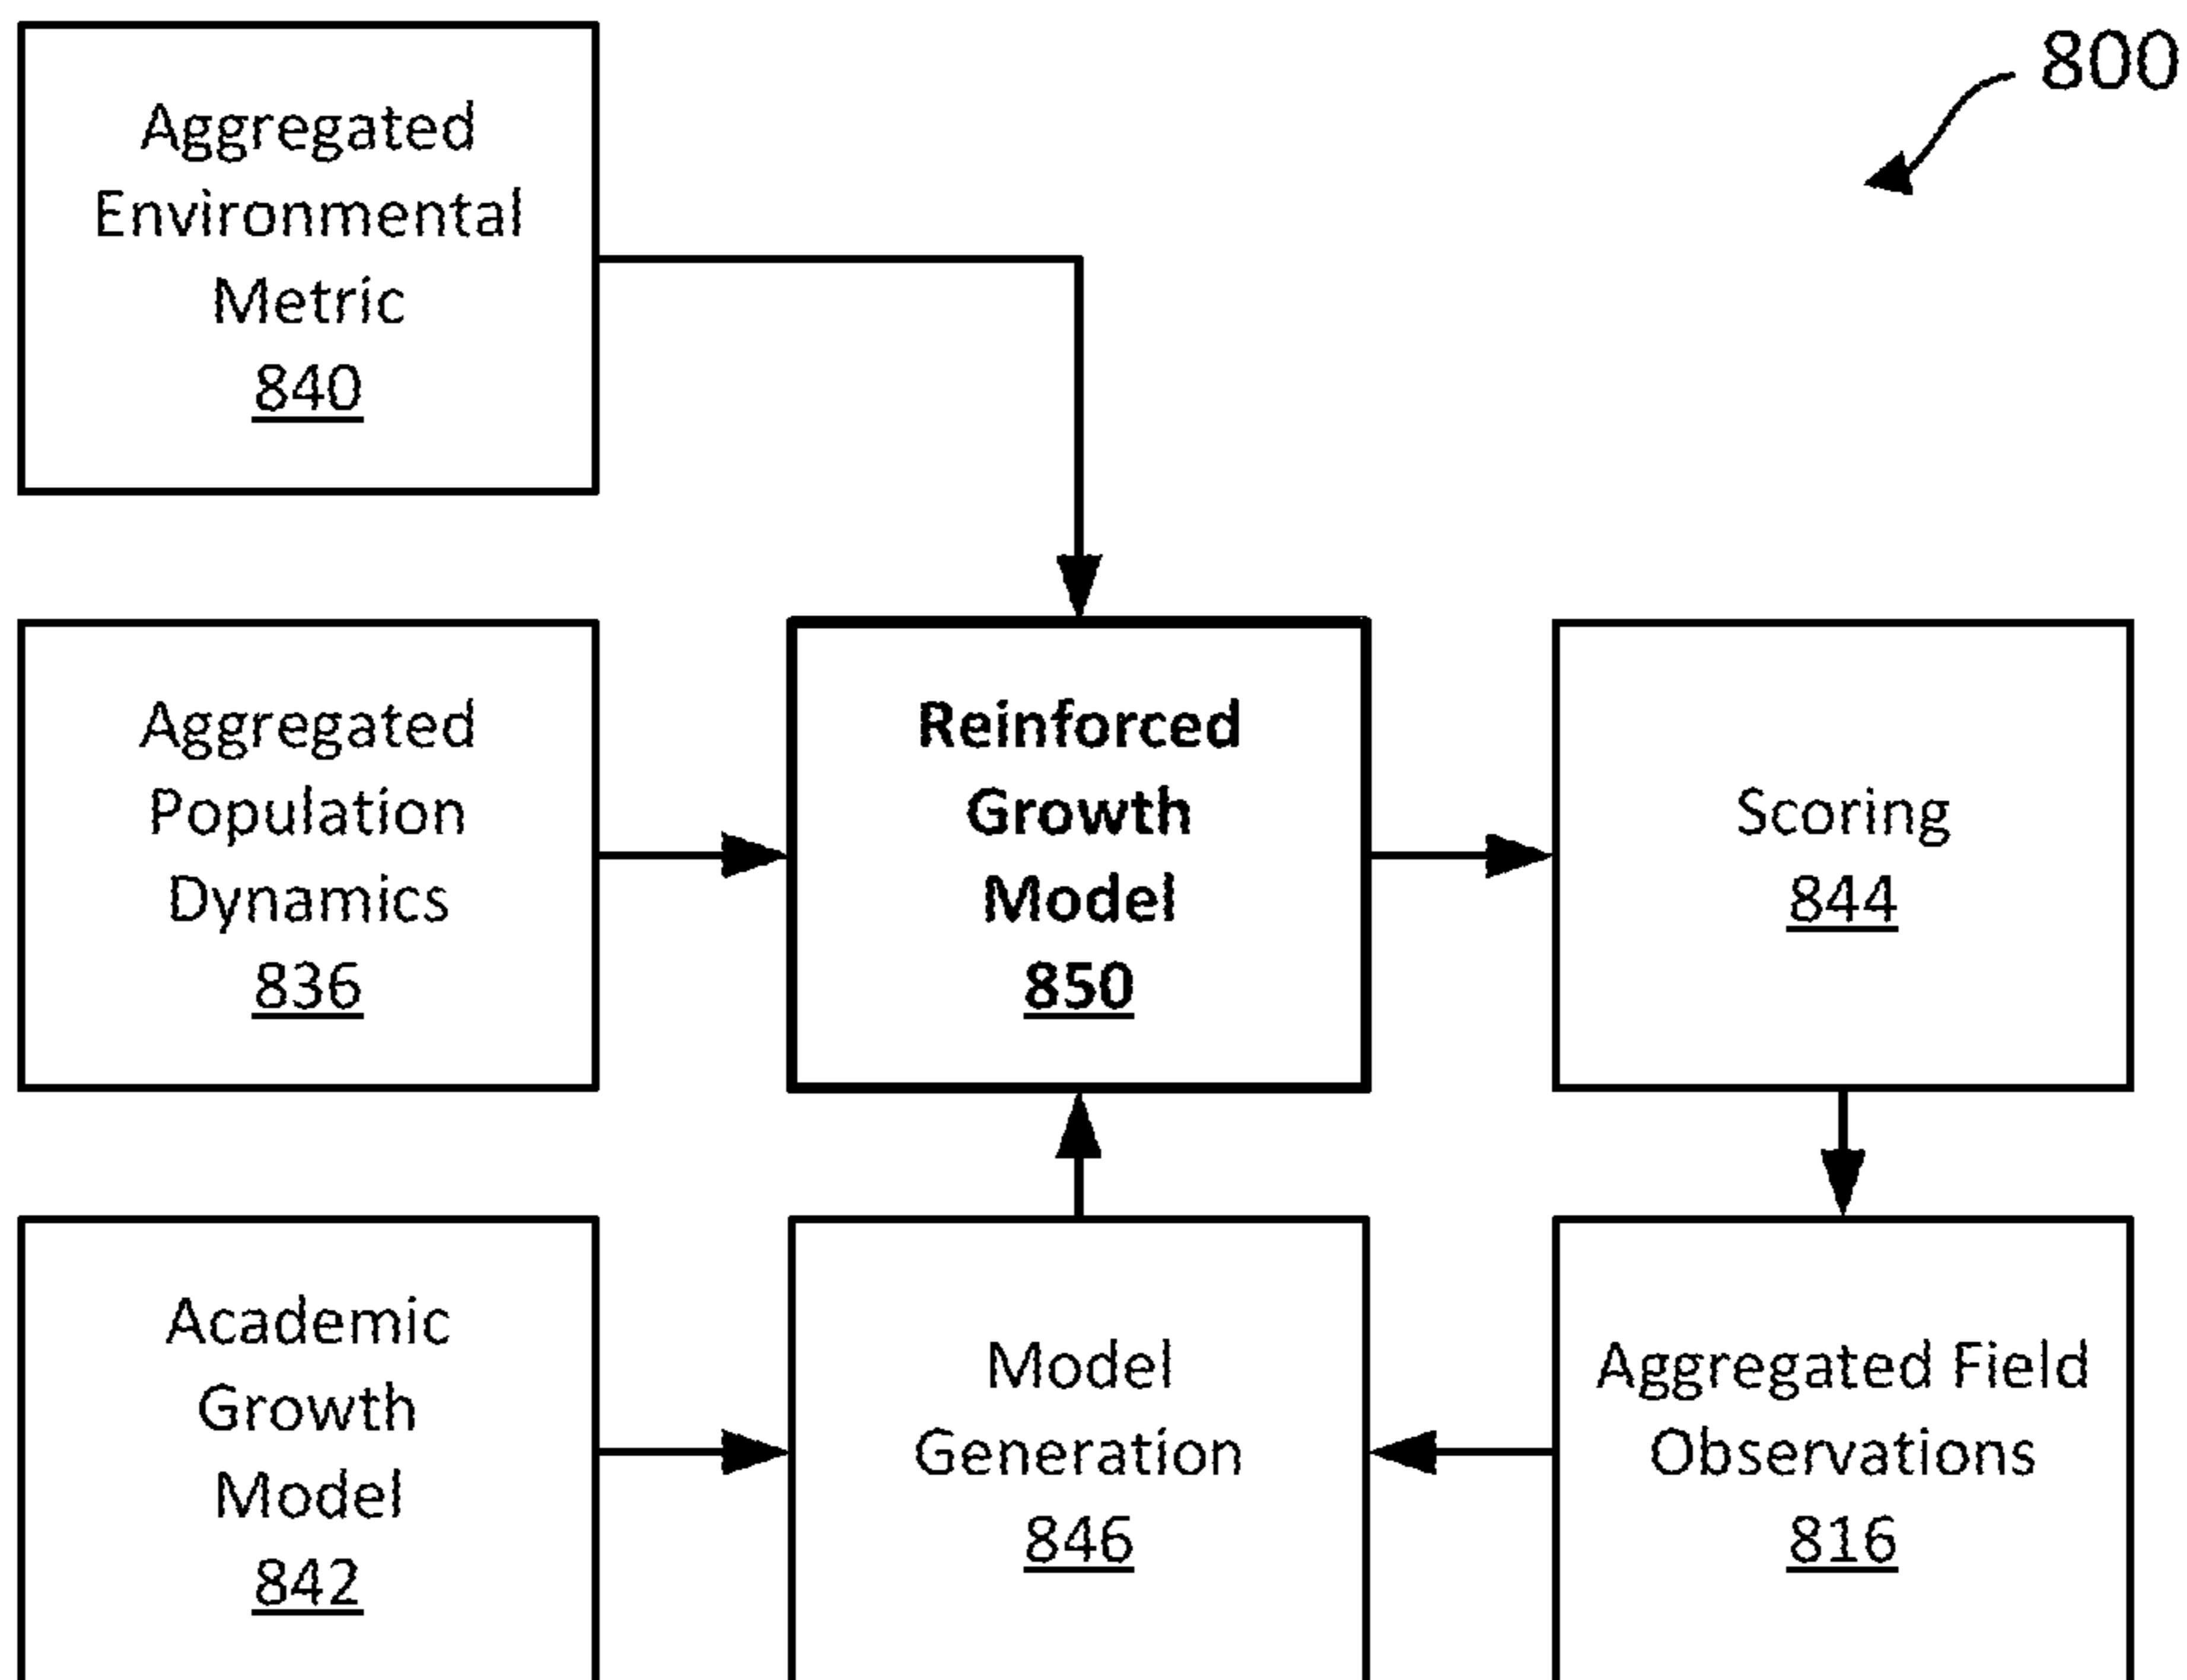 800
Aggregated
Environmental
Metric
840
Aggregated
Population
Dynamics
836
Reinforced
Growth
Model
850
Scoring
844
Academic
Growth
Model
842
Model
Generation
846
Aggregated Field
Observations
816